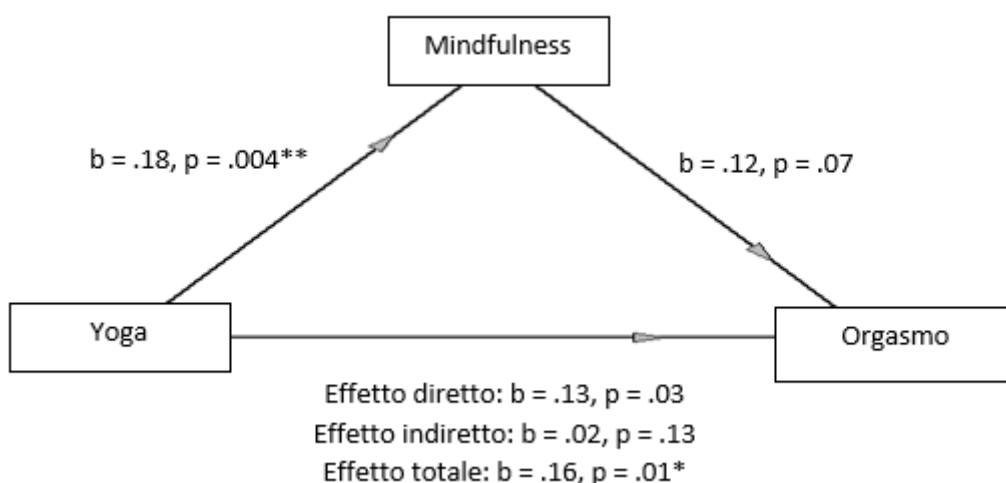 Mindfulness
b = .18, p = .004**
b = .12, p = .07
Yoga
Orgasmo
Effetto diretto: b = .13, p = .03
Effetto indiretto: b = .02, p = .13
Effetto totale: b = .16, p = .01*